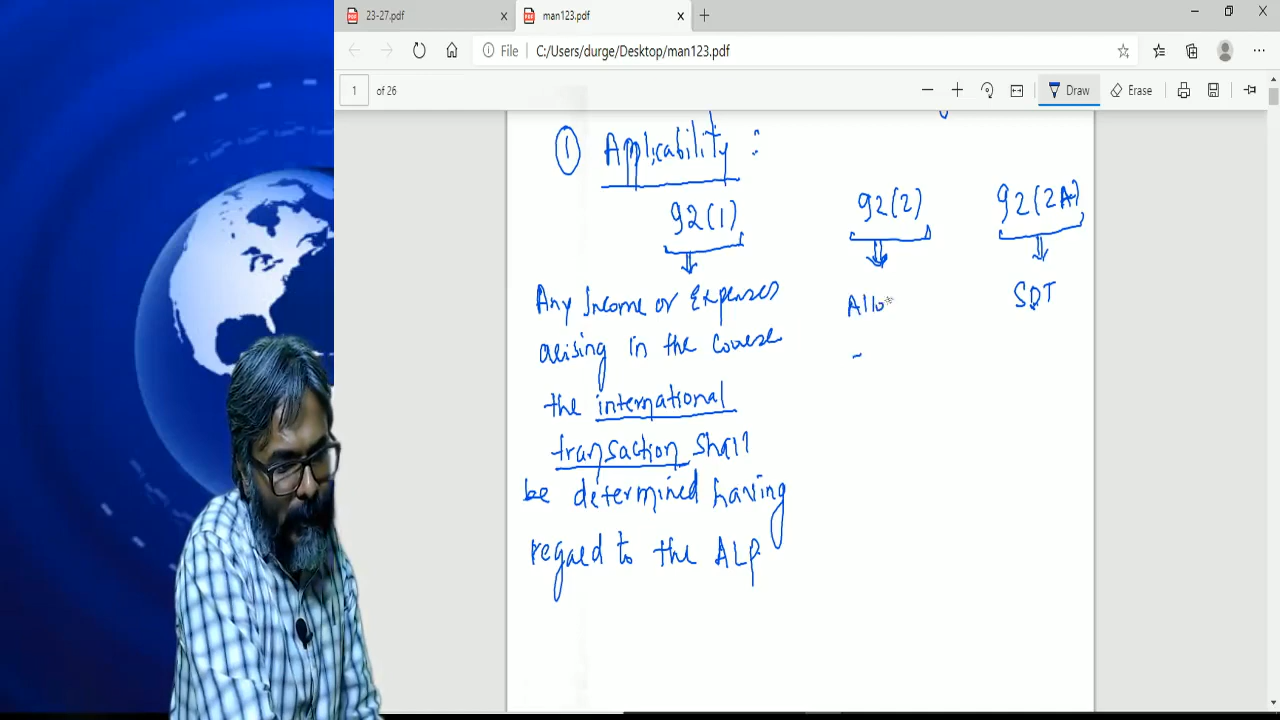 23-27.pdf
man123.pdf
File C:/Users/durge/Desktop/man123.pdf
1 of 26
Draw
Erase
① Applicability :
92(1)
92(2)
92(2A)
Any Income or Expenses
arising in the course
the international
transaction shall
be determined having
regard to the ALP
Allo
-
SDT